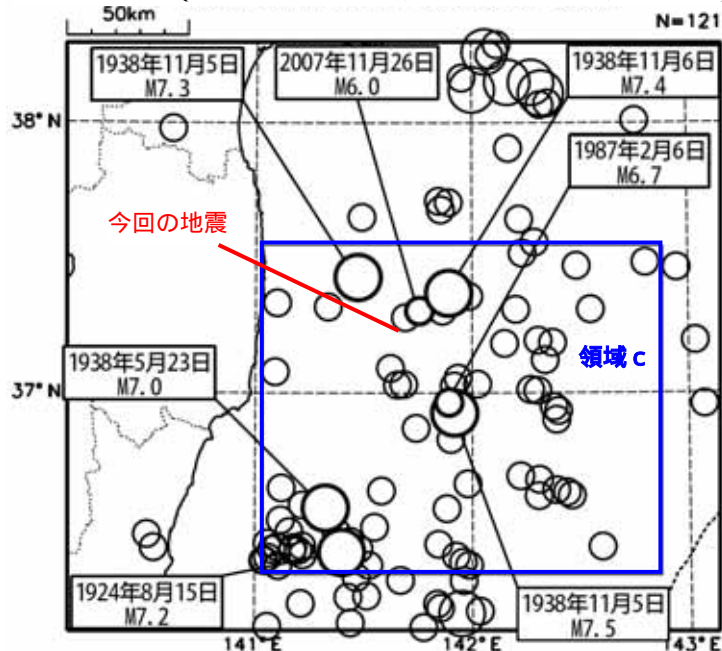 50km
N=121
1938年11月5日
M7.3
2007年11月26日
M6.0
1938年11月6日
M7.4
38°N
1987年2月6日
M6.7
今回の地震
領域c
1938年5月23日
M7.0
37°N
1924年8月15日
M7.2
1938年11月5日
M7.5
141°E
142°E
143°E